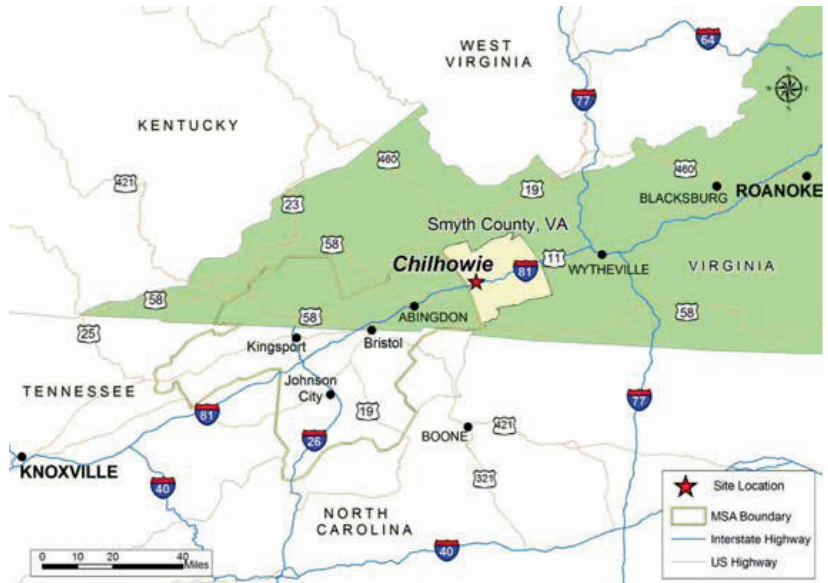 WEST
VIRGINIA
64
77
N
W
E
S
KENTUCKY
460
421
19
460
BLACKSBURG
ROANOKE
23
Smyth County, VA
58
11
Chilhowie
81
WYTHEVILLE
VIRGINIA
58
ABINGDON
58
58
25
Kingsport
Bristol
TENNESSEE
Johnson
City
19
81
77
26
BOONE
421
KNOXVILLE
321
40
NORTH
CAROLINA
40
0
10
20
40
Miles
Site Location
MSA Boundary
Interstate Highway
US Highway